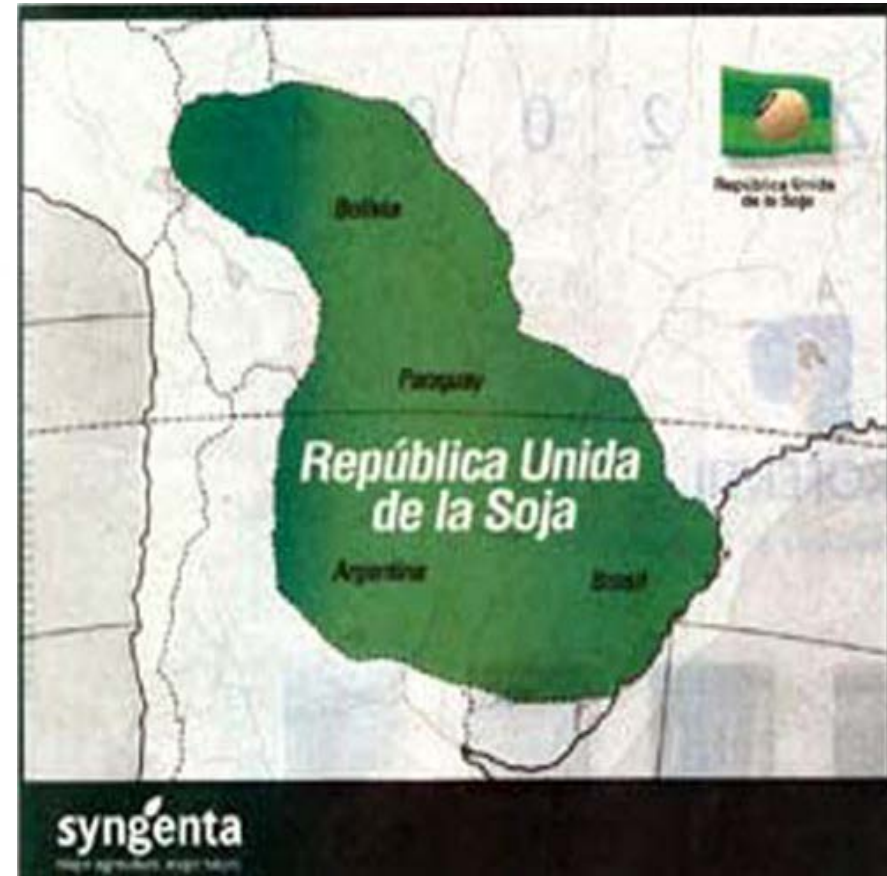 República Unida
de la Soja
Bolivia
Paraguay
República Unida
de la Soja
Argentina
Brasil
syngenta